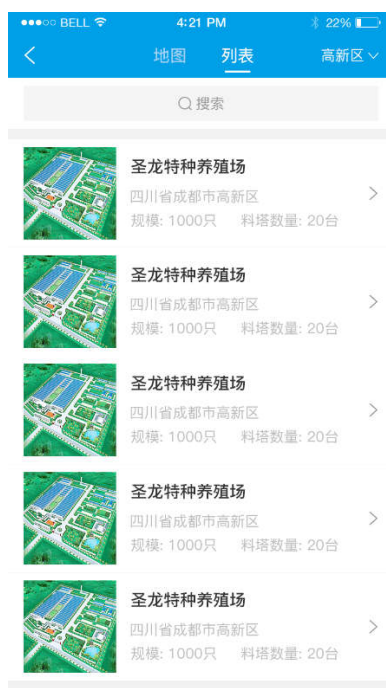 BELL 4:21 PM 22%
地图 列表 高新区
搜索
圣龙特种养殖场
四川省成都市高新区
规模: 1000只 料塔数量: 20台
圣龙特种养殖场
四川省成都市高新区
规模: 1000只 料塔数量: 20台
圣龙特种养殖场
四川省成都市高新区
规模: 1000只 料塔数量: 20台
圣龙特种养殖场
四川省成都市高新区
规模: 1000只 料塔数量: 20台
圣龙特种养殖场
四川省成都市高新区
规模: 1000只 料塔数量: 20台